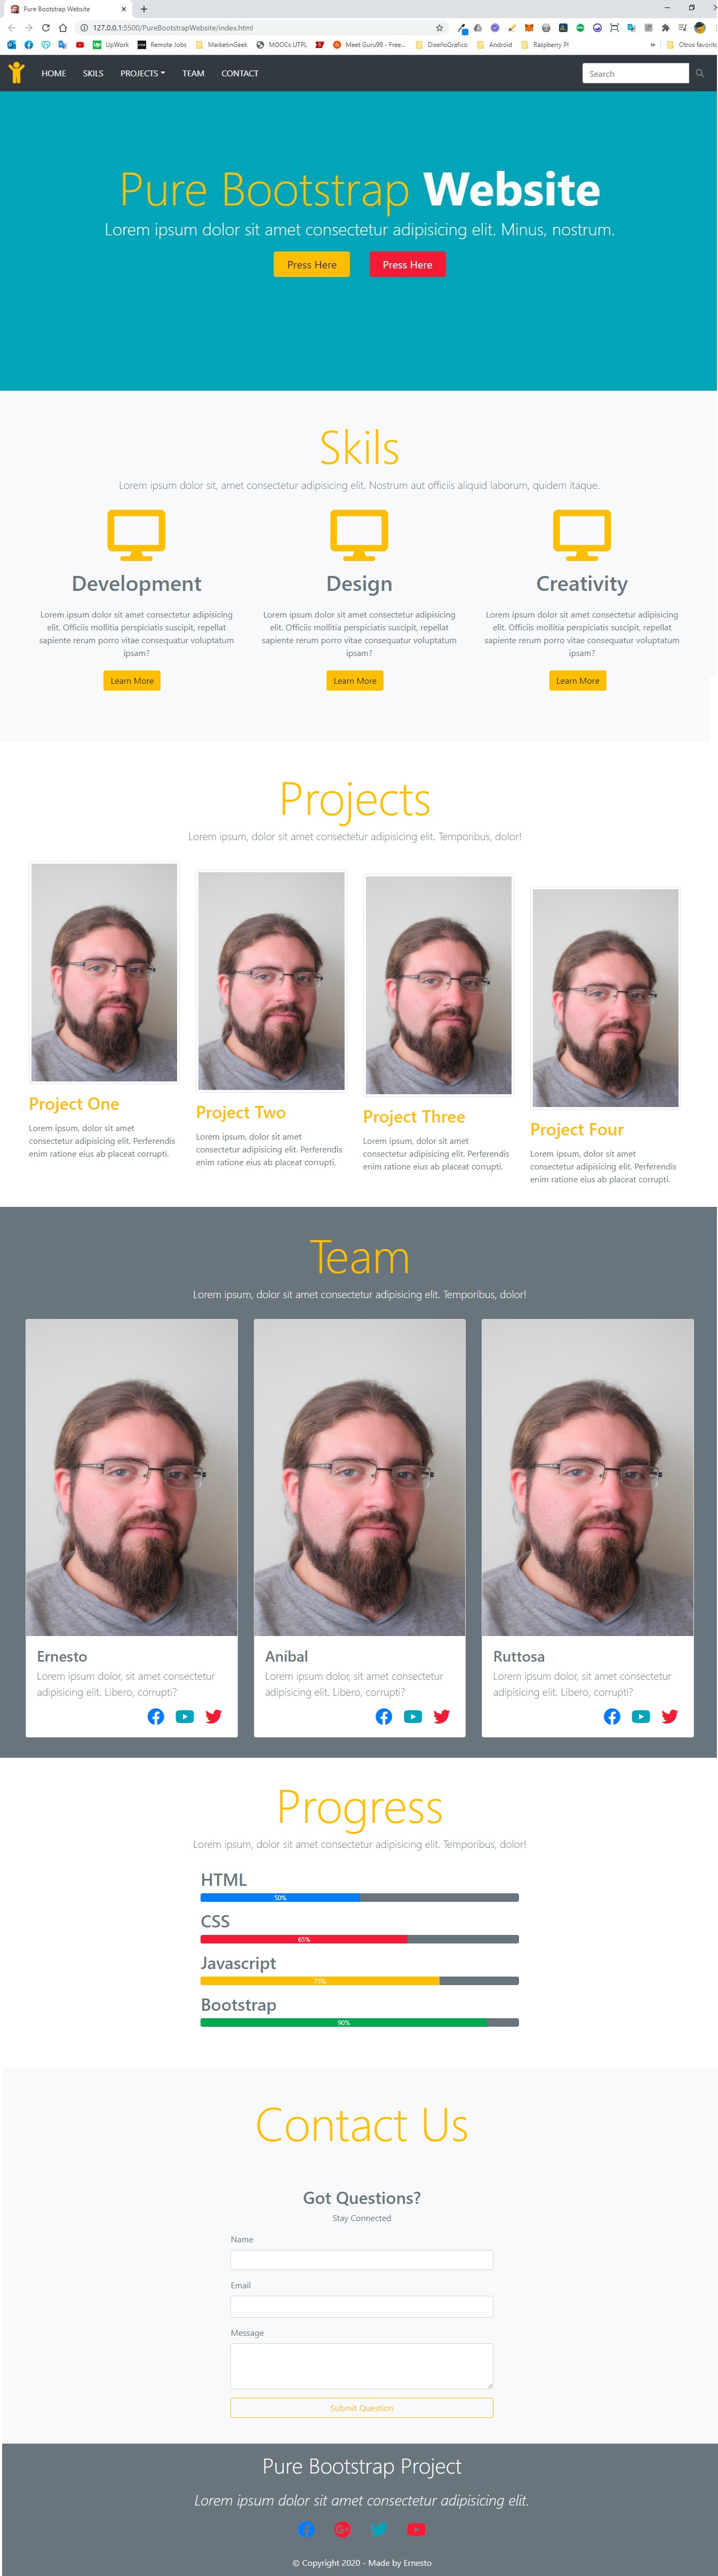 Pure Bootstrap Website
127.0.0.1:5500/PureBootstrapWebsite/index.html
UpWork Remote Jobs MarketinGeek MOOCs UTPL Meet Guru99 - Free... DiseñoGrafico Android Raspberry PI » Otros favorito
HOME SKILS PROJECTS TEAM CONTACT Search
Pure Bootstrap Website
Lorem ipsum dolor sit amet consectetur adipisicing elit. Minus, nostrum.
Press Here Press Here
Skils
Lorem ipsum dolor sit, amet consectetur adipisicing elit. Nostrum aut officiis aliquid laborum, quidem itaque.
Development
Lorem ipsum dolor sit amet consectetur adipisicing
elit. Officiis mollitia perspiciatis suscipit, repellat
sapiente rerum porro vitae consequatur voluptatum
ipsam?
Learn More
Design
Lorem ipsum dolor sit amet consectetur adipisicing
elit. Officiis mollitia perspiciatis suscipit, repellat
sapiente rerum porro vitae consequatur voluptatum
ipsam?
Learn More
Creativity
Lorem ipsum dolor sit amet consectetur adipisicing
elit. Officiis mollitia perspiciatis suscipit, repellat
sapiente rerum porro vitae consequatur voluptatum
ipsam?
Learn More
Projects
Lorem ipsum, dolor sit amet consectetur adipisicing elit. Temporibus, dolor!
Project One
Lorem ipsum, dolor sit amet
consectetur adipisicing elit. Perferendis
enim ratione eius ab placeat corrupti.
Project Two
Lorem ipsum, dolor sit amet
consectetur adipisicing elit. Perferendis
enim ratione eius ab placeat corrupti.
Project Three
Lorem ipsum, dolor sit amet
consectetur adipisicing elit. Perferendis
enim ratione eius ab placeat corrupti.
Project Four
Lorem ipsum, dolor sit amet
consectetur adipisicing elit. Perferendis
enim ratione eius ab placeat corrupti.
Team
Lorem ipsum, dolor sit amet consectetur adipisicing elit. Temporibus, dolor!
Ernesto
Lorem ipsum dolor, sit amet consectetur
adipisicing elit. Libero, corrupti?
Aníbal
Lorem ipsum dolor, sit amet consectetur
adipisicing elit. Libero, corrupti?
Ruttosa
Lorem ipsum dolor, sit amet consectetur
adipisicing elit. Libero, corrupti?
Progress
Lorem ipsum, dolor sit amet consectetur adipisicing elit. Temporibus, dolor!
HTML
50%
CSS
65%
Javascript
75%
Bootstrap
90%
Contact Us
Got Questions?
Stay Connected
Name
Email
Message
Submit Question
Pure Bootstrap Project
Lorem ipsum dolor sit amet consectetur adipisicing elit.
© Copyright 2020 - Made by Ernesto